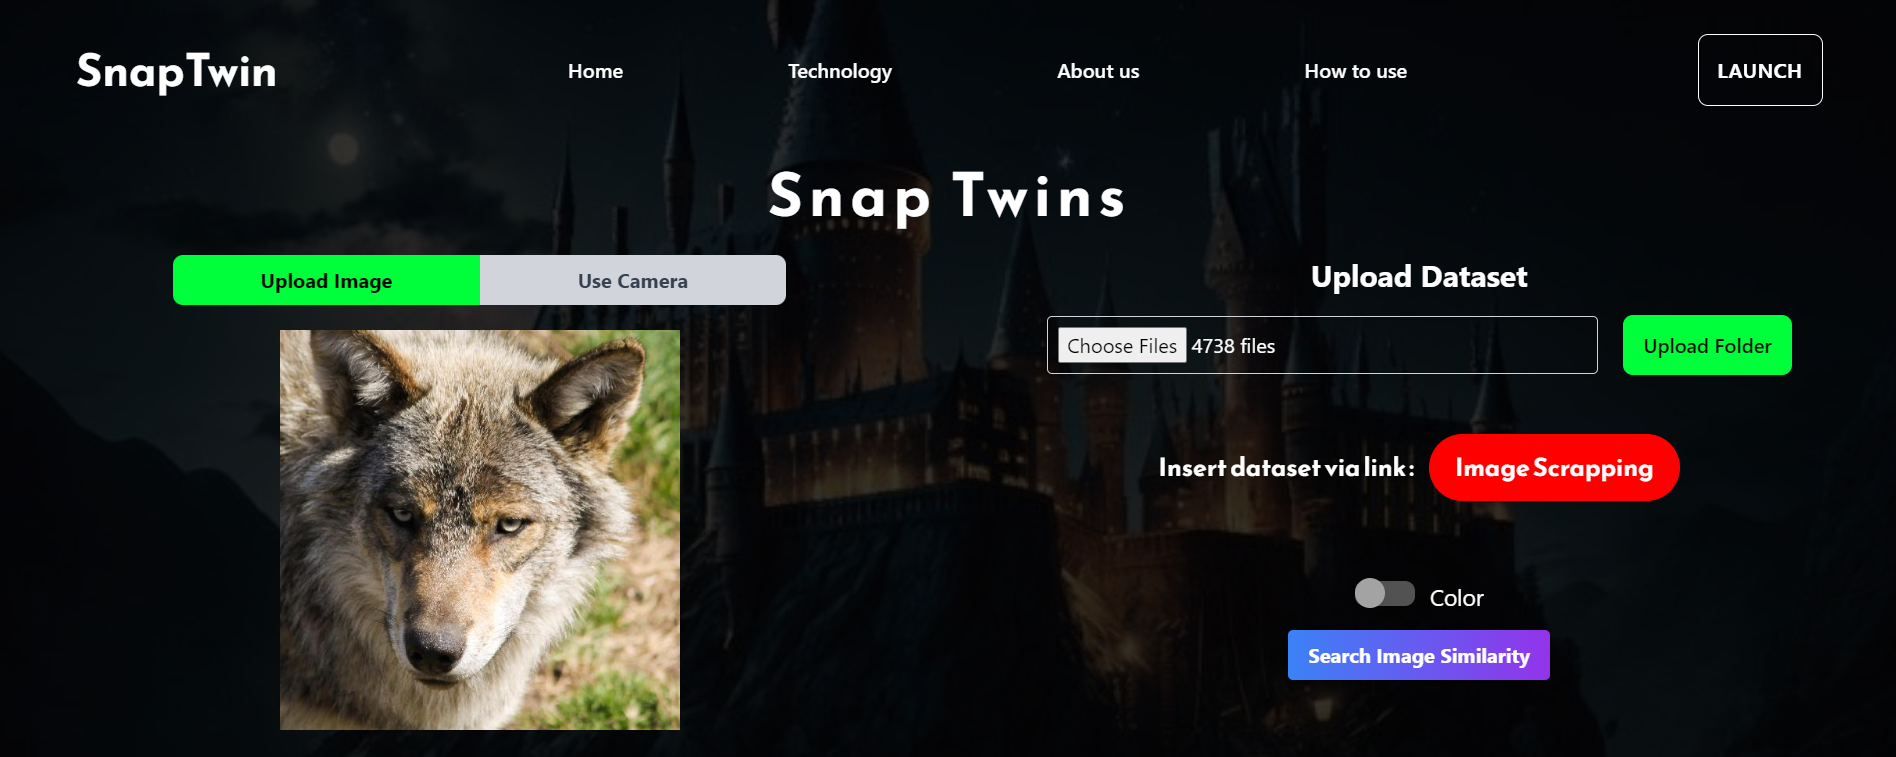 SnapTwin
Home
Technology
About us
How to use
LAUNCH
Snap Twins
Upload Image
Use Camera
Upload Dataset
Choose Files 4738 files
Upload Folder
Insert dataset via link :
Image Scrapping
Color
Search Image Similarity